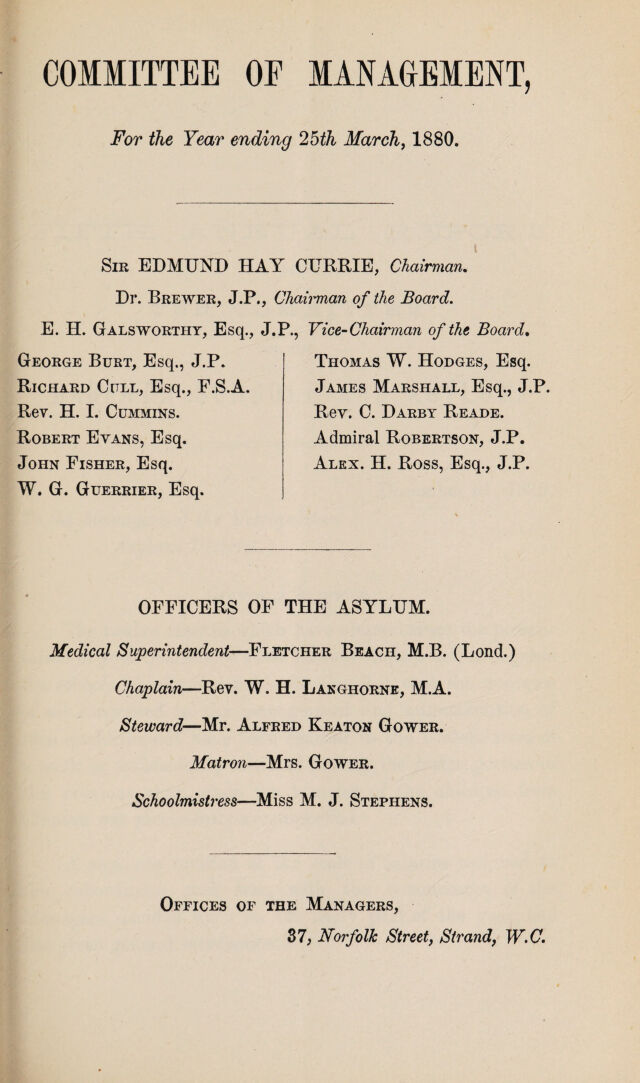 COMMITTEE OF MANAGEMENT,
For the Year ending 25th March, 1880.
Sir EDMUND HAY CURRIE, Chairman.
Dr. Brewer, J.P., Chairman of the Board.
E. H. Galsworthy, Esq., J.P., Vice-Chairman of the Board.
George Burt, Esq., J.P.
Richard Cull, Esq., F.S.A.
Rev. H. I. Cummins.
Robert Evans, Esq.
John Fisher, Esq.
W. G. Guerrier, Esq.
Thomas W. Hodges, Esq.
James Marshall, Esq., J.P.
Rev. C. Darby Reade.
Admiral Robertson, J.P.
Alex. H. Ross, Esq., J.P.
OFFICERS OF THE ASYLUM.
Medical Superintendent—Fletcher Beach, M.B. (Lond.)
Chaplain—Rev. W. H. Langhorne, M.A.
Steward—Mr. Alfred Keaton Gower.
Matron—Mrs. Gower.
Schoolmistress—Miss M. J. Stephens.
Offices of the Managers,
37, Norfolk Street, Strand, W.C.